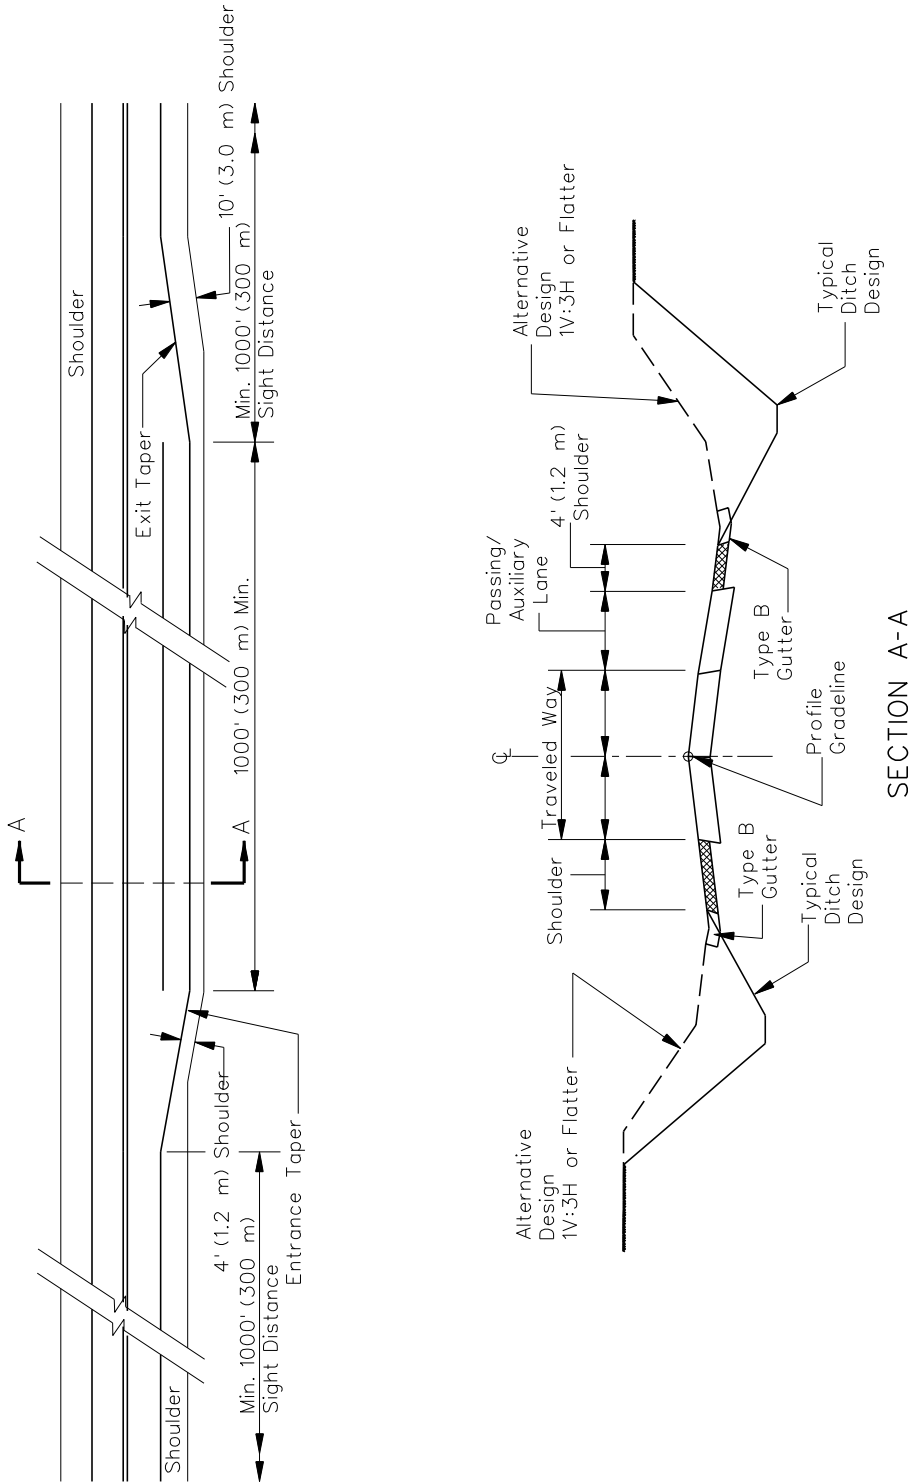 Shoulder
Shoulder
A
A
10' (3.0 m) Shoulder
Min. 1000' (300 m)
Sight Distance
Exit Taper
1000' (300 m) Min.
4' (1.2 m) Shoulder
Entrance Taper
Min. 1000' (300 m)
Sight Distance
Alternative
Design
1V:3H or Flatter
Shoulder
Traveled Way
CL
Passing/
Auxiliary
Lane
4' (1.2 m)
Shoulder
Alternative
Design
1V:3H or Flatter
Typical
Ditch
Design
Type B
Gutter
Profile
Gradeline
Type B
Gutter
Typical
Ditch
Design
SECTION A-A